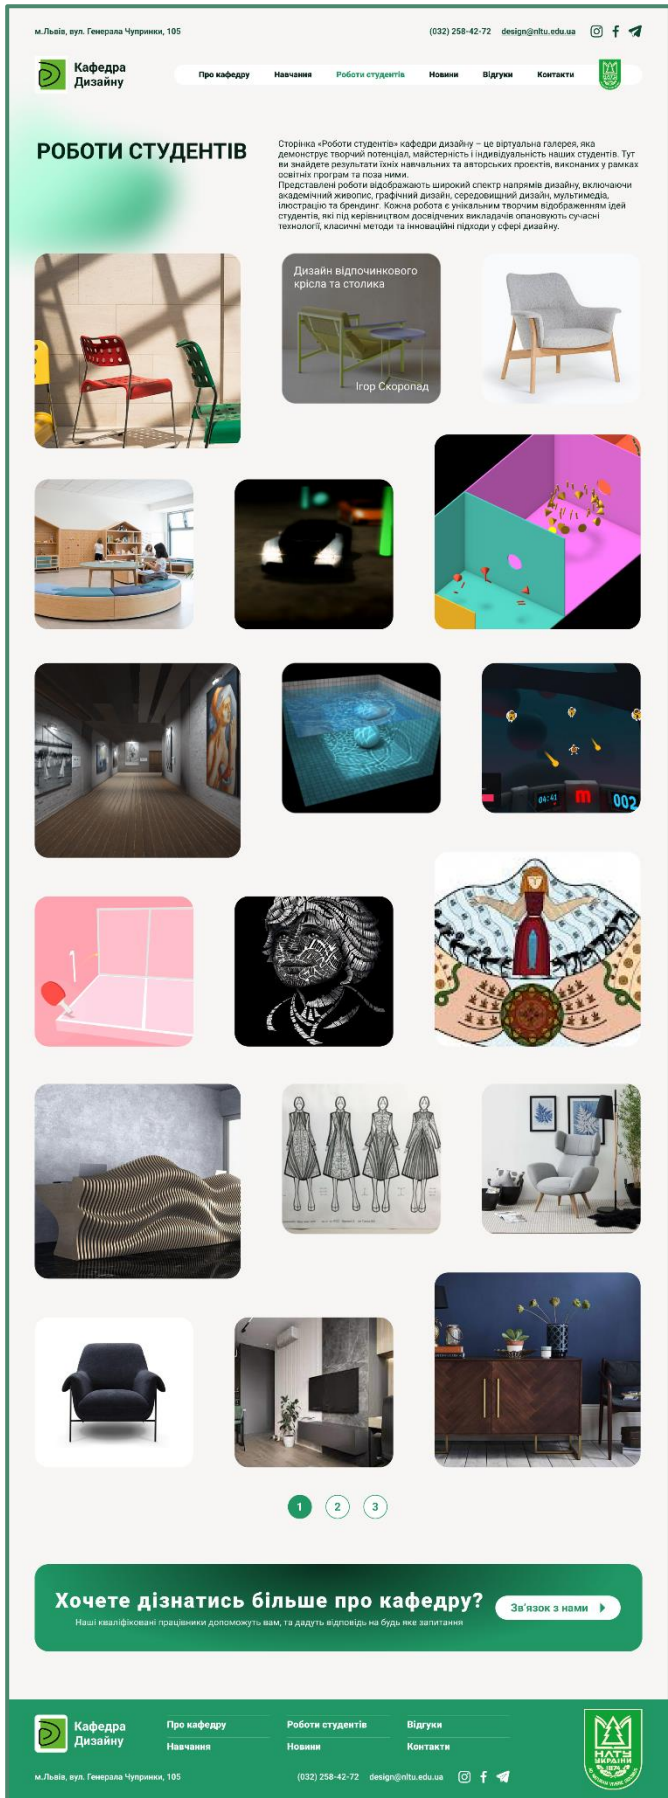 м.Львів, вул. Генерала Чупринки, 105
(032) 258-42-72 design@nltu.edu.ua
Кафедра
Дизайну
Про кафедру Навчання Роботи студентів Новини Відгуки Контакти
РОБОТИ СТУДЕНТІВ
Сторінка «Роботи студентів» кафедри дизайну – це віртуальна галерея, яка
демонструє творчий потенціал, майстерність і індивідуальність наших студентів. Тут
ви знайдете результати їхніх навчальних та авторських проєктів, виконаних у рамках
освітніх програм та поза ними.
Представлені роботи відображають широкий спектр напрямів дизайну, включаючи
академічний живопис, графічний дизайн, середовищний дизайн, мультимедіа,
ілюстрацію та брендинг. Кожна робота є унікальним творчим відображенням ідей
студентів, які під керівництвом досвідчених викладачів опановують сучасні
технології, класичні методи та інноваційні підходи у сфері дизайну.
Дизайн відпочинкового
крісла та столика
Ігор Скоропад
04:41 m 002
1 2 3
Хочете дізнатись більше про кафедру?
Наші кваліфіковані працівники допоможуть вам, та дадуть відповідь на будь яке запитання
Зв'язок з нами
Кафедра
Дизайну
Про кафедру Роботи студентів Відгуки
Навчання Новини Контакти
НЛТУ
УКРАЇНИ
1874
м.Львів, вул. Генерала Чупринки, 105
(032) 258-42-72 design@nltu.edu.ua